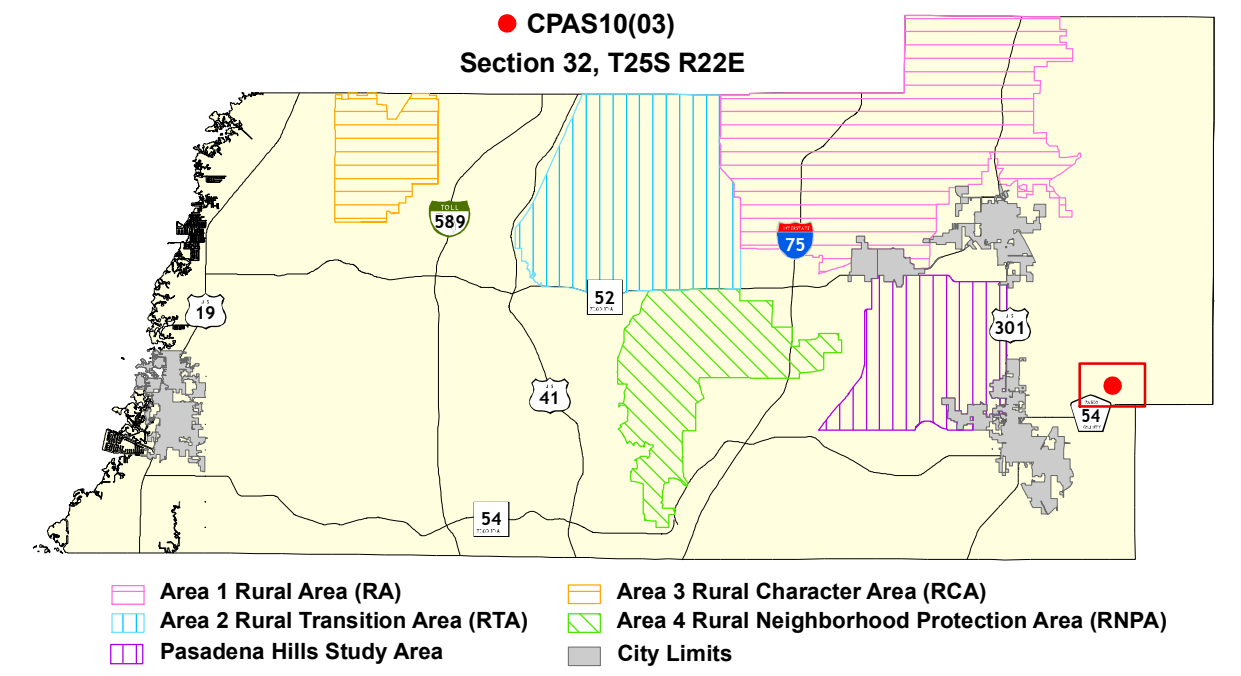 CPAS10(03)
Section 32, T25S R22E
TOLL
589
INTERSTATE
75
52
U S
19
U S
301
U S
41
PASCO
54
COUNTY
54
Area 1 Rural Area (RA)
Area 3 Rural Character Area (RCA)
Area 2 Rural Transition Area (RTA)
Area 4 Rural Neighborhood Protection Area (RNPA)
Pasadena Hills Study Area
City Limits